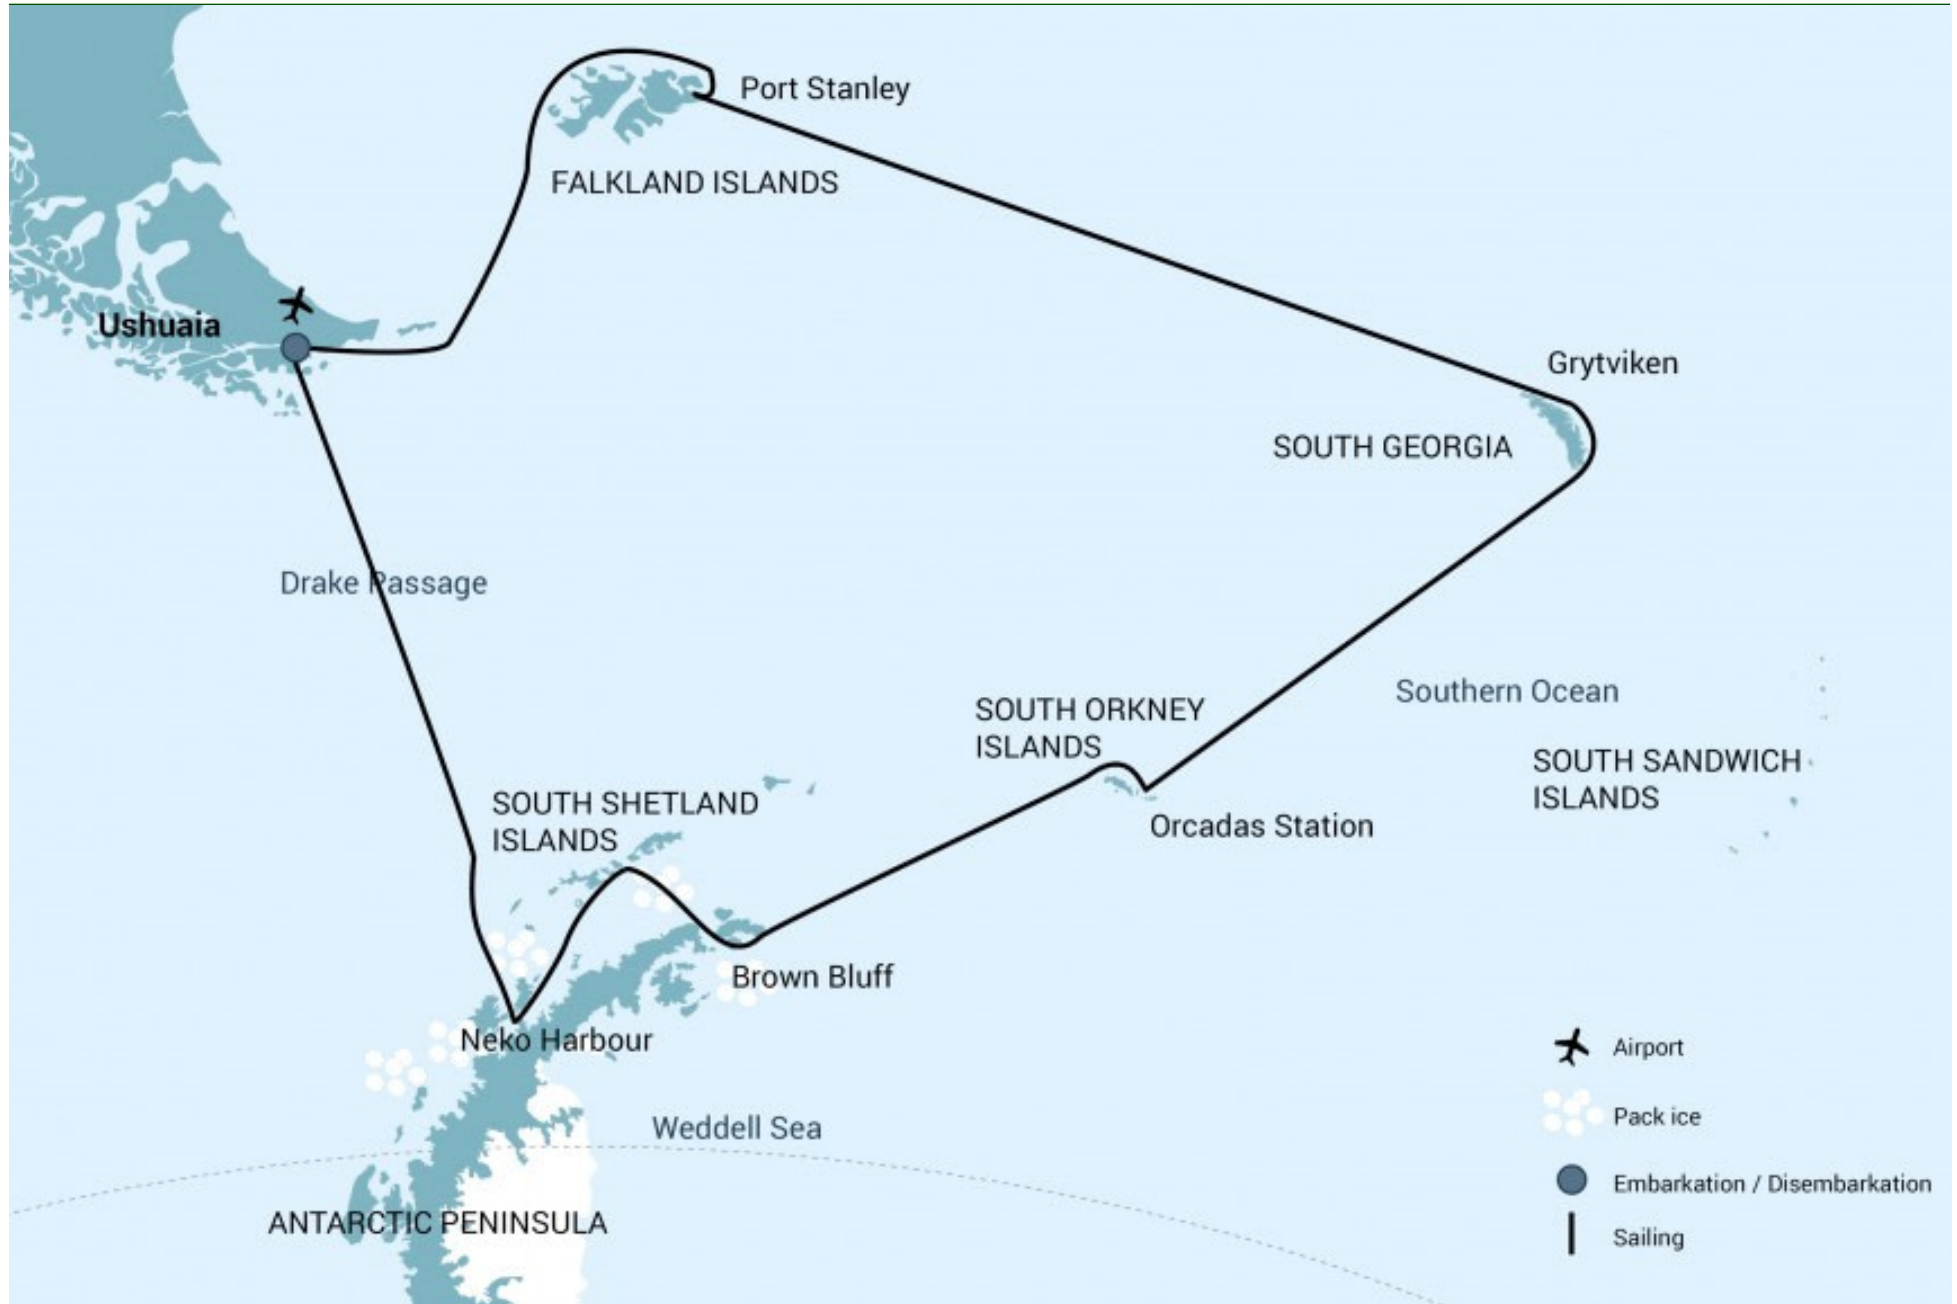 Port Stanley
FALKLAND ISLANDS
Ushuaia
Grytviken
SOUTH GEORGIA
Drake Passage
Southern Ocean
SOUTH ORKNEY
ISLANDS
SOUTH SANDWICH
ISLANDS
SOUTH SHETLAND
ISLANDS
Orcadas Station
Brown Bluff
Neko Harbour
Weddell Sea
ANTARCTIC PENINSULA
Airport
Pack ice
Embarkation / Disembarkation
Sailing